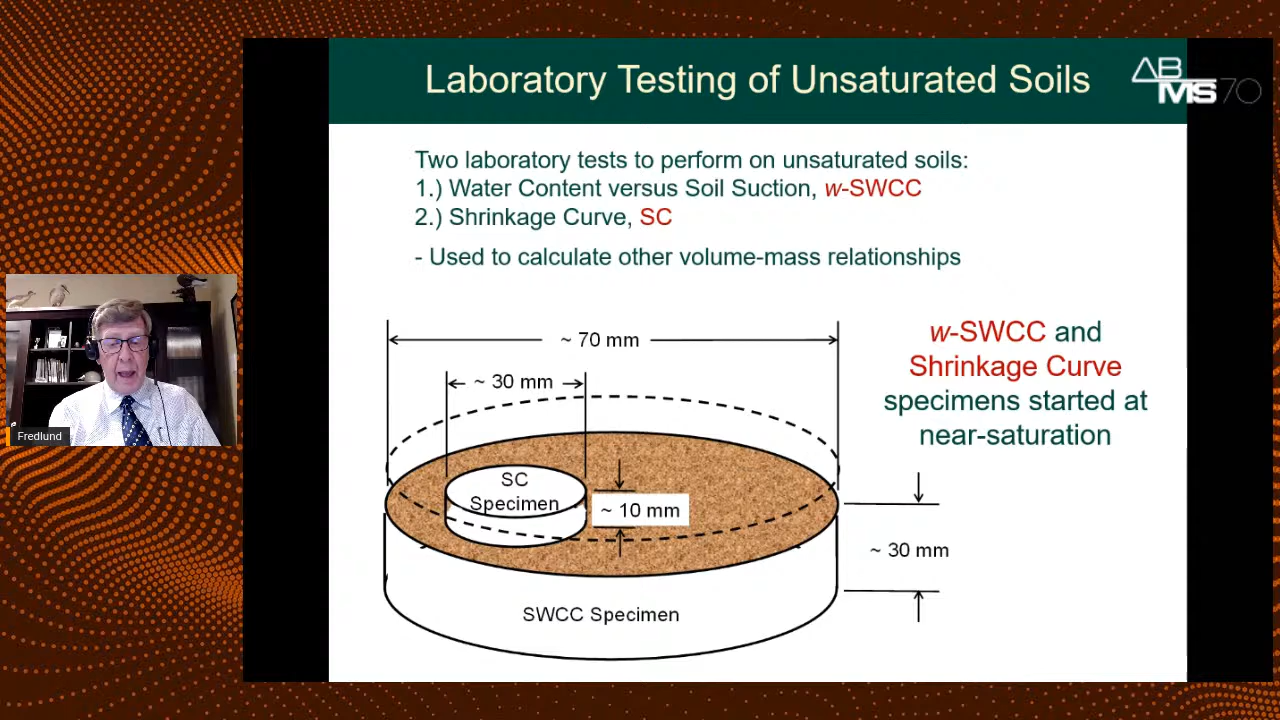 Laboratory Testing of Unsaturated Soils
ABMS70
Two laboratory tests to perform on unsaturated soils:
1.) Water Content versus Soil Suction, w-SWCC
2.) Shrinkage Curve, SC
- Used to calculate other volume-mass relationships
~ 70 mm
~ 30 mm
w-SWCC and
Shrinkage Curve
specimens started at
near-saturation
SC
Specimen
~ 10 mm
~ 30 mm
SWCC Specimen
Fredlund